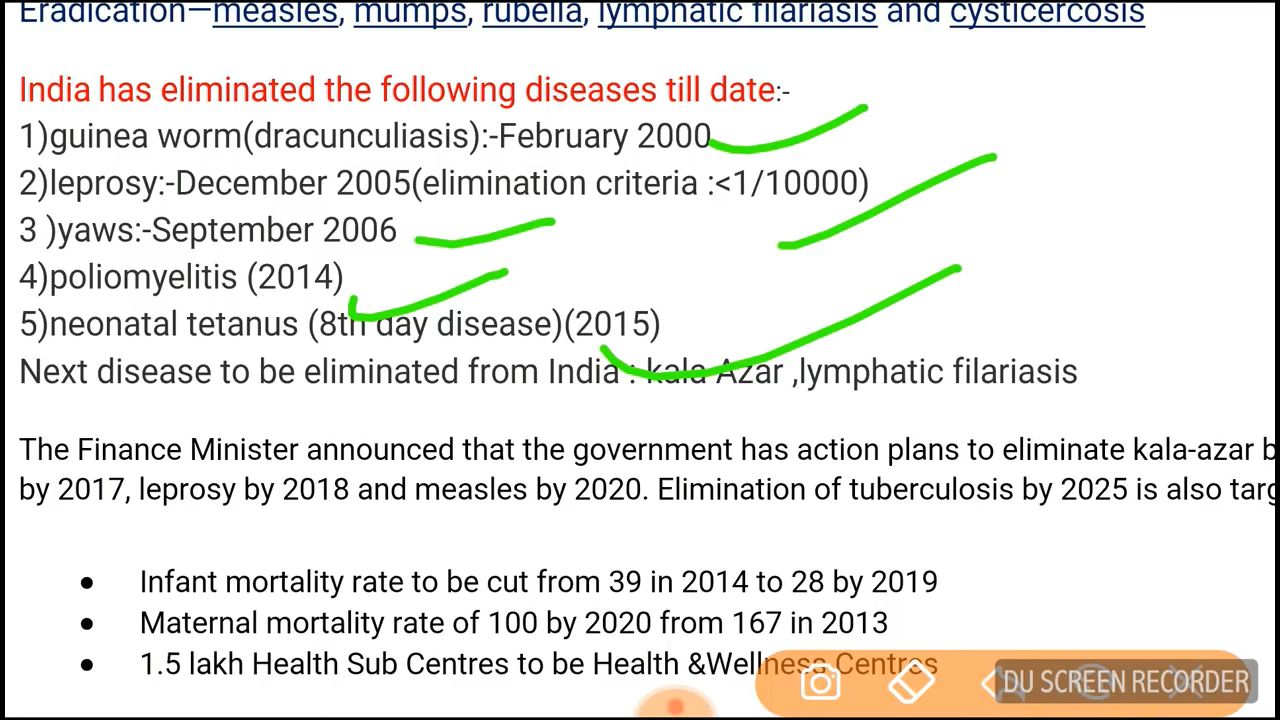 Eradication—measles, mumps, rubella, lymphatic filariasis and cysticercosis
India has eliminated the following diseases till date:-
1)guinea worm(dracunculiasis):-February 2000
2)leprosy:-December 2005(elimination criteria :<1/10000)
3 )yaws:-September 2006
4)poliomyelitis (2014)
5)neonatal tetanus (8th day disease)(2015)
Next disease to be eliminated from India : kala Azar ,lymphatic filariasis
The Finance Minister announced that the government has action plans to eliminate kala-azar b
by 2017, leprosy by 2018 and measles by 2020. Elimination of tuberculosis by 2025 is also targ
● Infant mortality rate to be cut from 39 in 2014 to 28 by 2019
● Maternal mortality rate of 100 by 2020 from 167 in 2013
● 1.5 lakh Health Sub Centres to be Health &Wellness Centres
DU SCREEN RECORDER